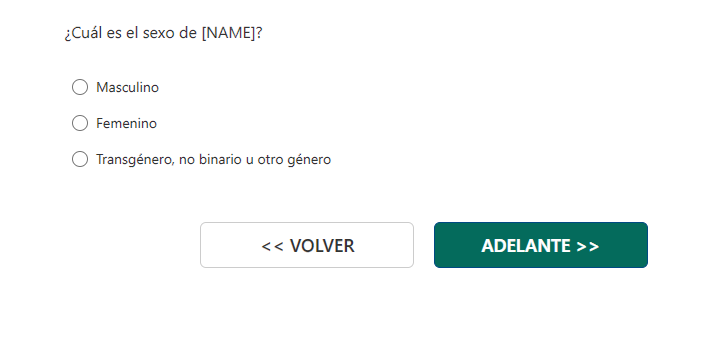 ¿Cuál es el sexo de [NAME]?
Masculino
Femenino
Transgénero, no binario u otro género
<< VOLVER
ADELANTE >>